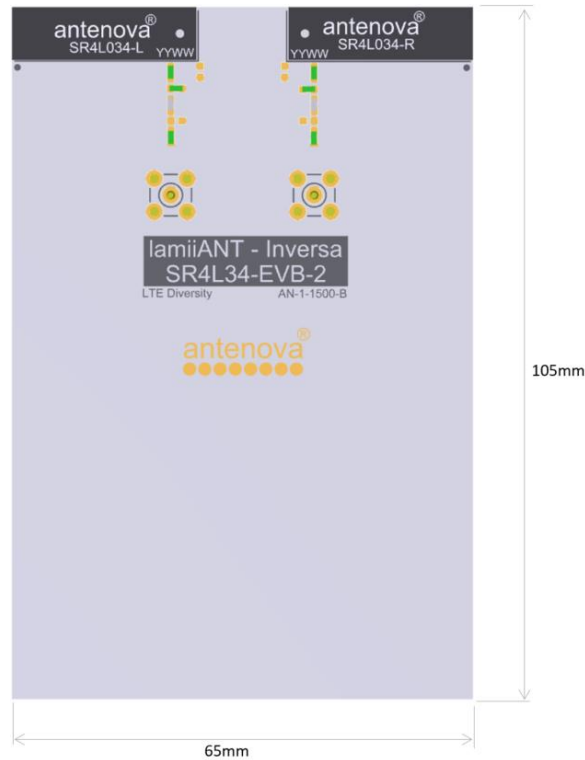 antenova®
SR4L034-L
YYWW
antenova®
SR4L034-R
YYWW
lamiiANT - Inversa
SR4L34-EVB-2
LTE Diversity
AN-1-1500-B
antenova®
105mm
65mm